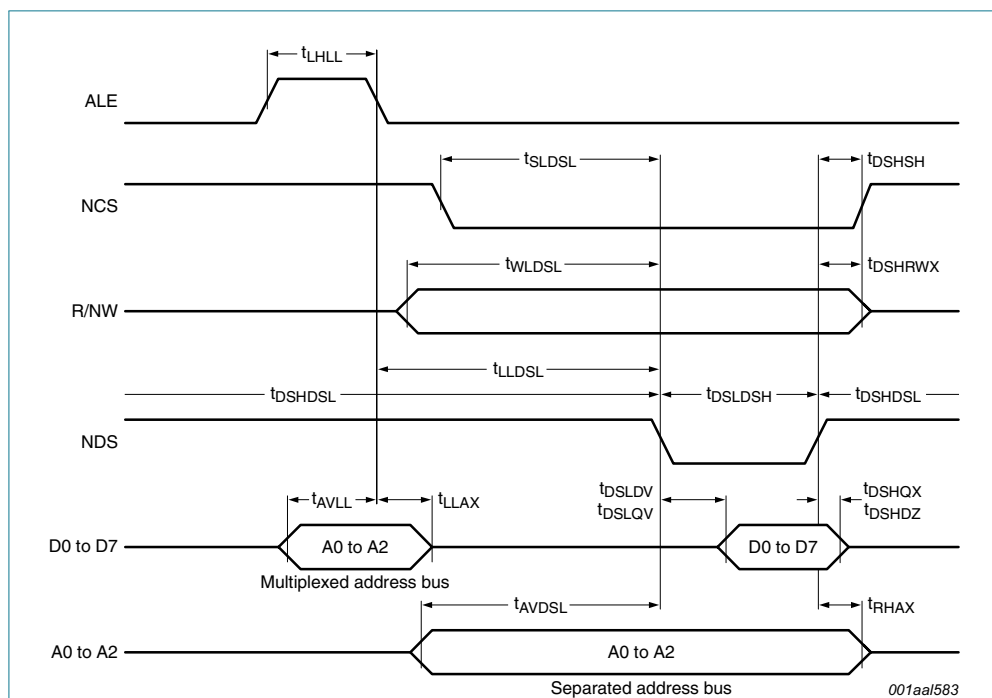 tLHLL
ALE
tSLDSL
tDSHSH
NCS
tWLDSL
tDSHRWX
R/NW
tLLDSL
tDSHDSL
tDSLDSH
tDSHDSL
NDS
tAVLL
tLLAX
tDSLDV
tDSLQV
tDSHQX
tDSHDZ
D0 to D7
A0 to A2
D0 to D7
Multiplexed address bus
tAVDSL
tRHAX
A0 to A2
A0 to A2
Separated address bus
001aal583